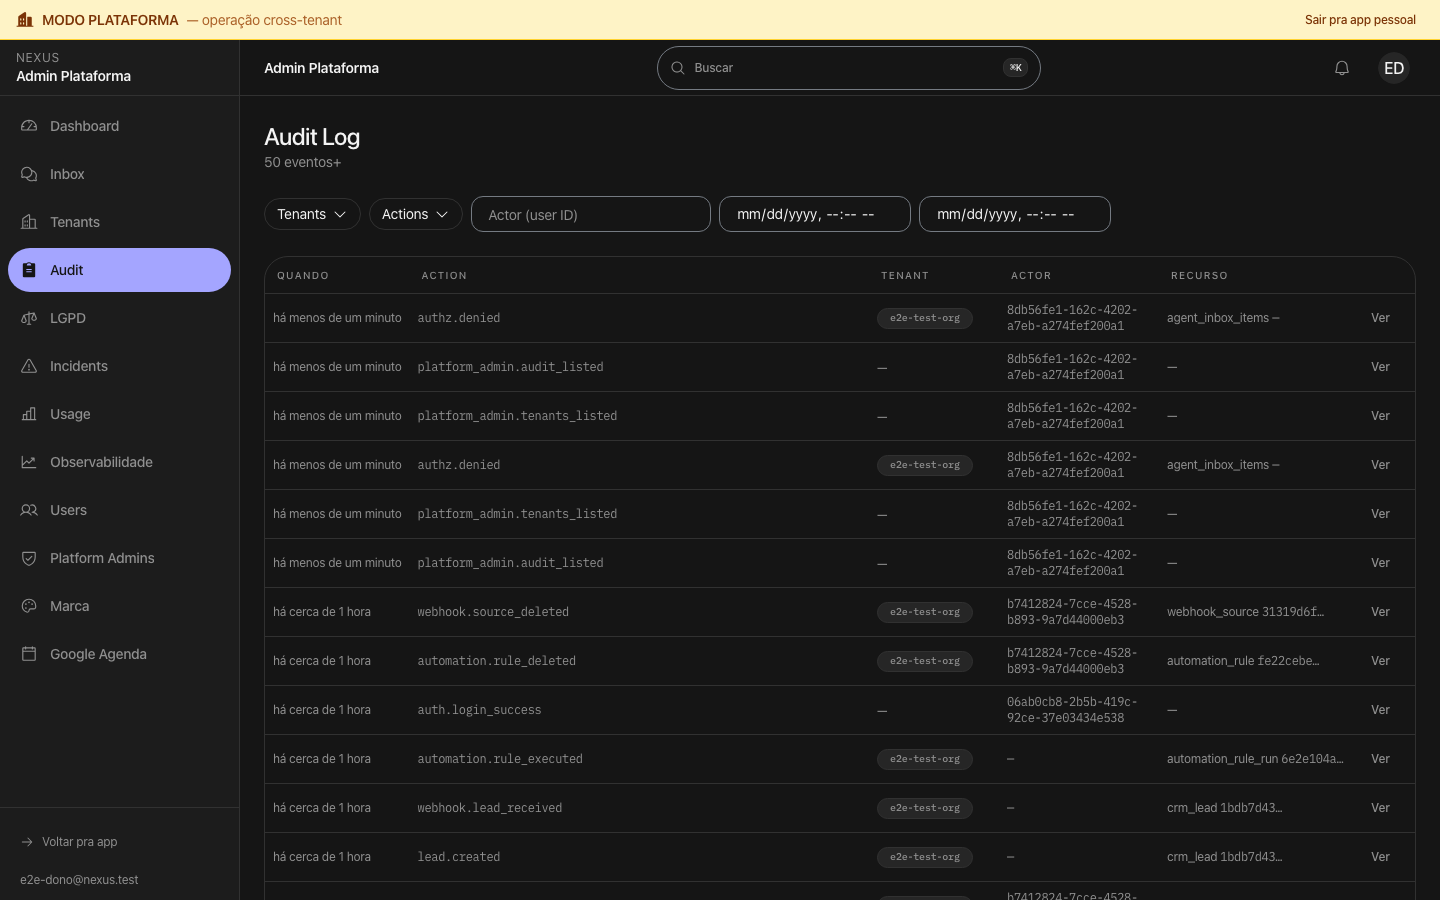 MODO PLATAFORMA — operação cross-tenant
Sair pra app pessoal
NEXUS
Admin Plataforma
Admin Plataforma
Buscar
⌘K
ED
Dashboard
Inbox
Tenants
Audit
LGPD
Incidents
Usage
Observabilidade
Users
Platform Admins
Marca
Google Agenda
Voltar pra app
e2e-dono@nexus.test
Audit Log
50 eventos+
Tenants
Actions
Actor (user ID)
mm/dd/yyyy, --:-- --
mm/dd/yyyy, --:-- --
QUANDO ACTION TENANT ACTOR RECURSO
há menos de um minuto authz.denied e2e-test-org 8db56fe1-162c-4202- agent_inbox_items — Ver
a7eb-a274fef200a1
há menos de um minuto platform_admin.audit_listed — 8db56fe1-162c-4202- — Ver
a7eb-a274fef200a1
há menos de um minuto platform_admin.tenants_listed — 8db56fe1-162c-4202- — Ver
a7eb-a274fef200a1
há menos de um minuto authz.denied e2e-test-org 8db56fe1-162c-4202- agent_inbox_items — Ver
a7eb-a274fef200a1
há menos de um minuto platform_admin.tenants_listed — 8db56fe1-162c-4202- — Ver
a7eb-a274fef200a1
há menos de um minuto platform_admin.audit_listed — 8db56fe1-162c-4202- — Ver
a7eb-a274fef200a1
há cerca de 1 hora webhook.source_deleted e2e-test-org b7412824-7cce-4528- webhook_source 31319d6f… Ver
b893-9a7d44000eb3
há cerca de 1 hora automation.rule_deleted e2e-test-org b7412824-7cce-4528- automation_rule fe22cebe… Ver
b893-9a7d44000eb3
há cerca de 1 hora auth.login_success — 06ab0cb8-2b5b-419c- — Ver
92ce-37e03434e538
há cerca de 1 hora automation.rule_executed e2e-test-org — automation_rule_run 6e2e104a… Ver
há cerca de 1 hora webhook.lead_received e2e-test-org — crm_lead 1bdb7d43… Ver
há cerca de 1 hora lead.created e2e-test-org — crm_lead 1bdb7d43… Ver
b7412824-7cce-4528-